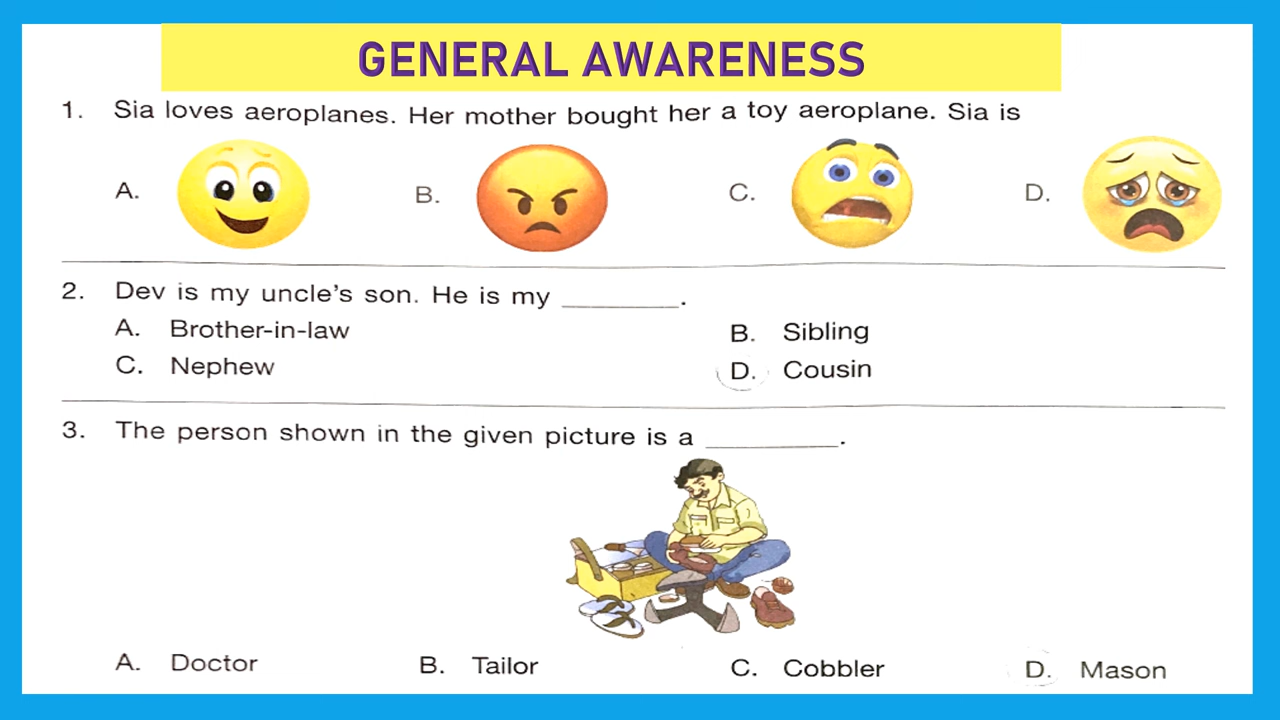 GENERAL AWARENESS
1. Sia loves aeroplanes. Her mother bought her a toy aeroplane. Sia is
A. B. C. D.
2. Dev is my uncle's son. He is my ________.
A. Brother-in-law B. Sibling
C. Nephew D. Cousin
3. The person shown in the given picture is a _________.
A. Doctor B. Tailor C. Cobbler D. Mason